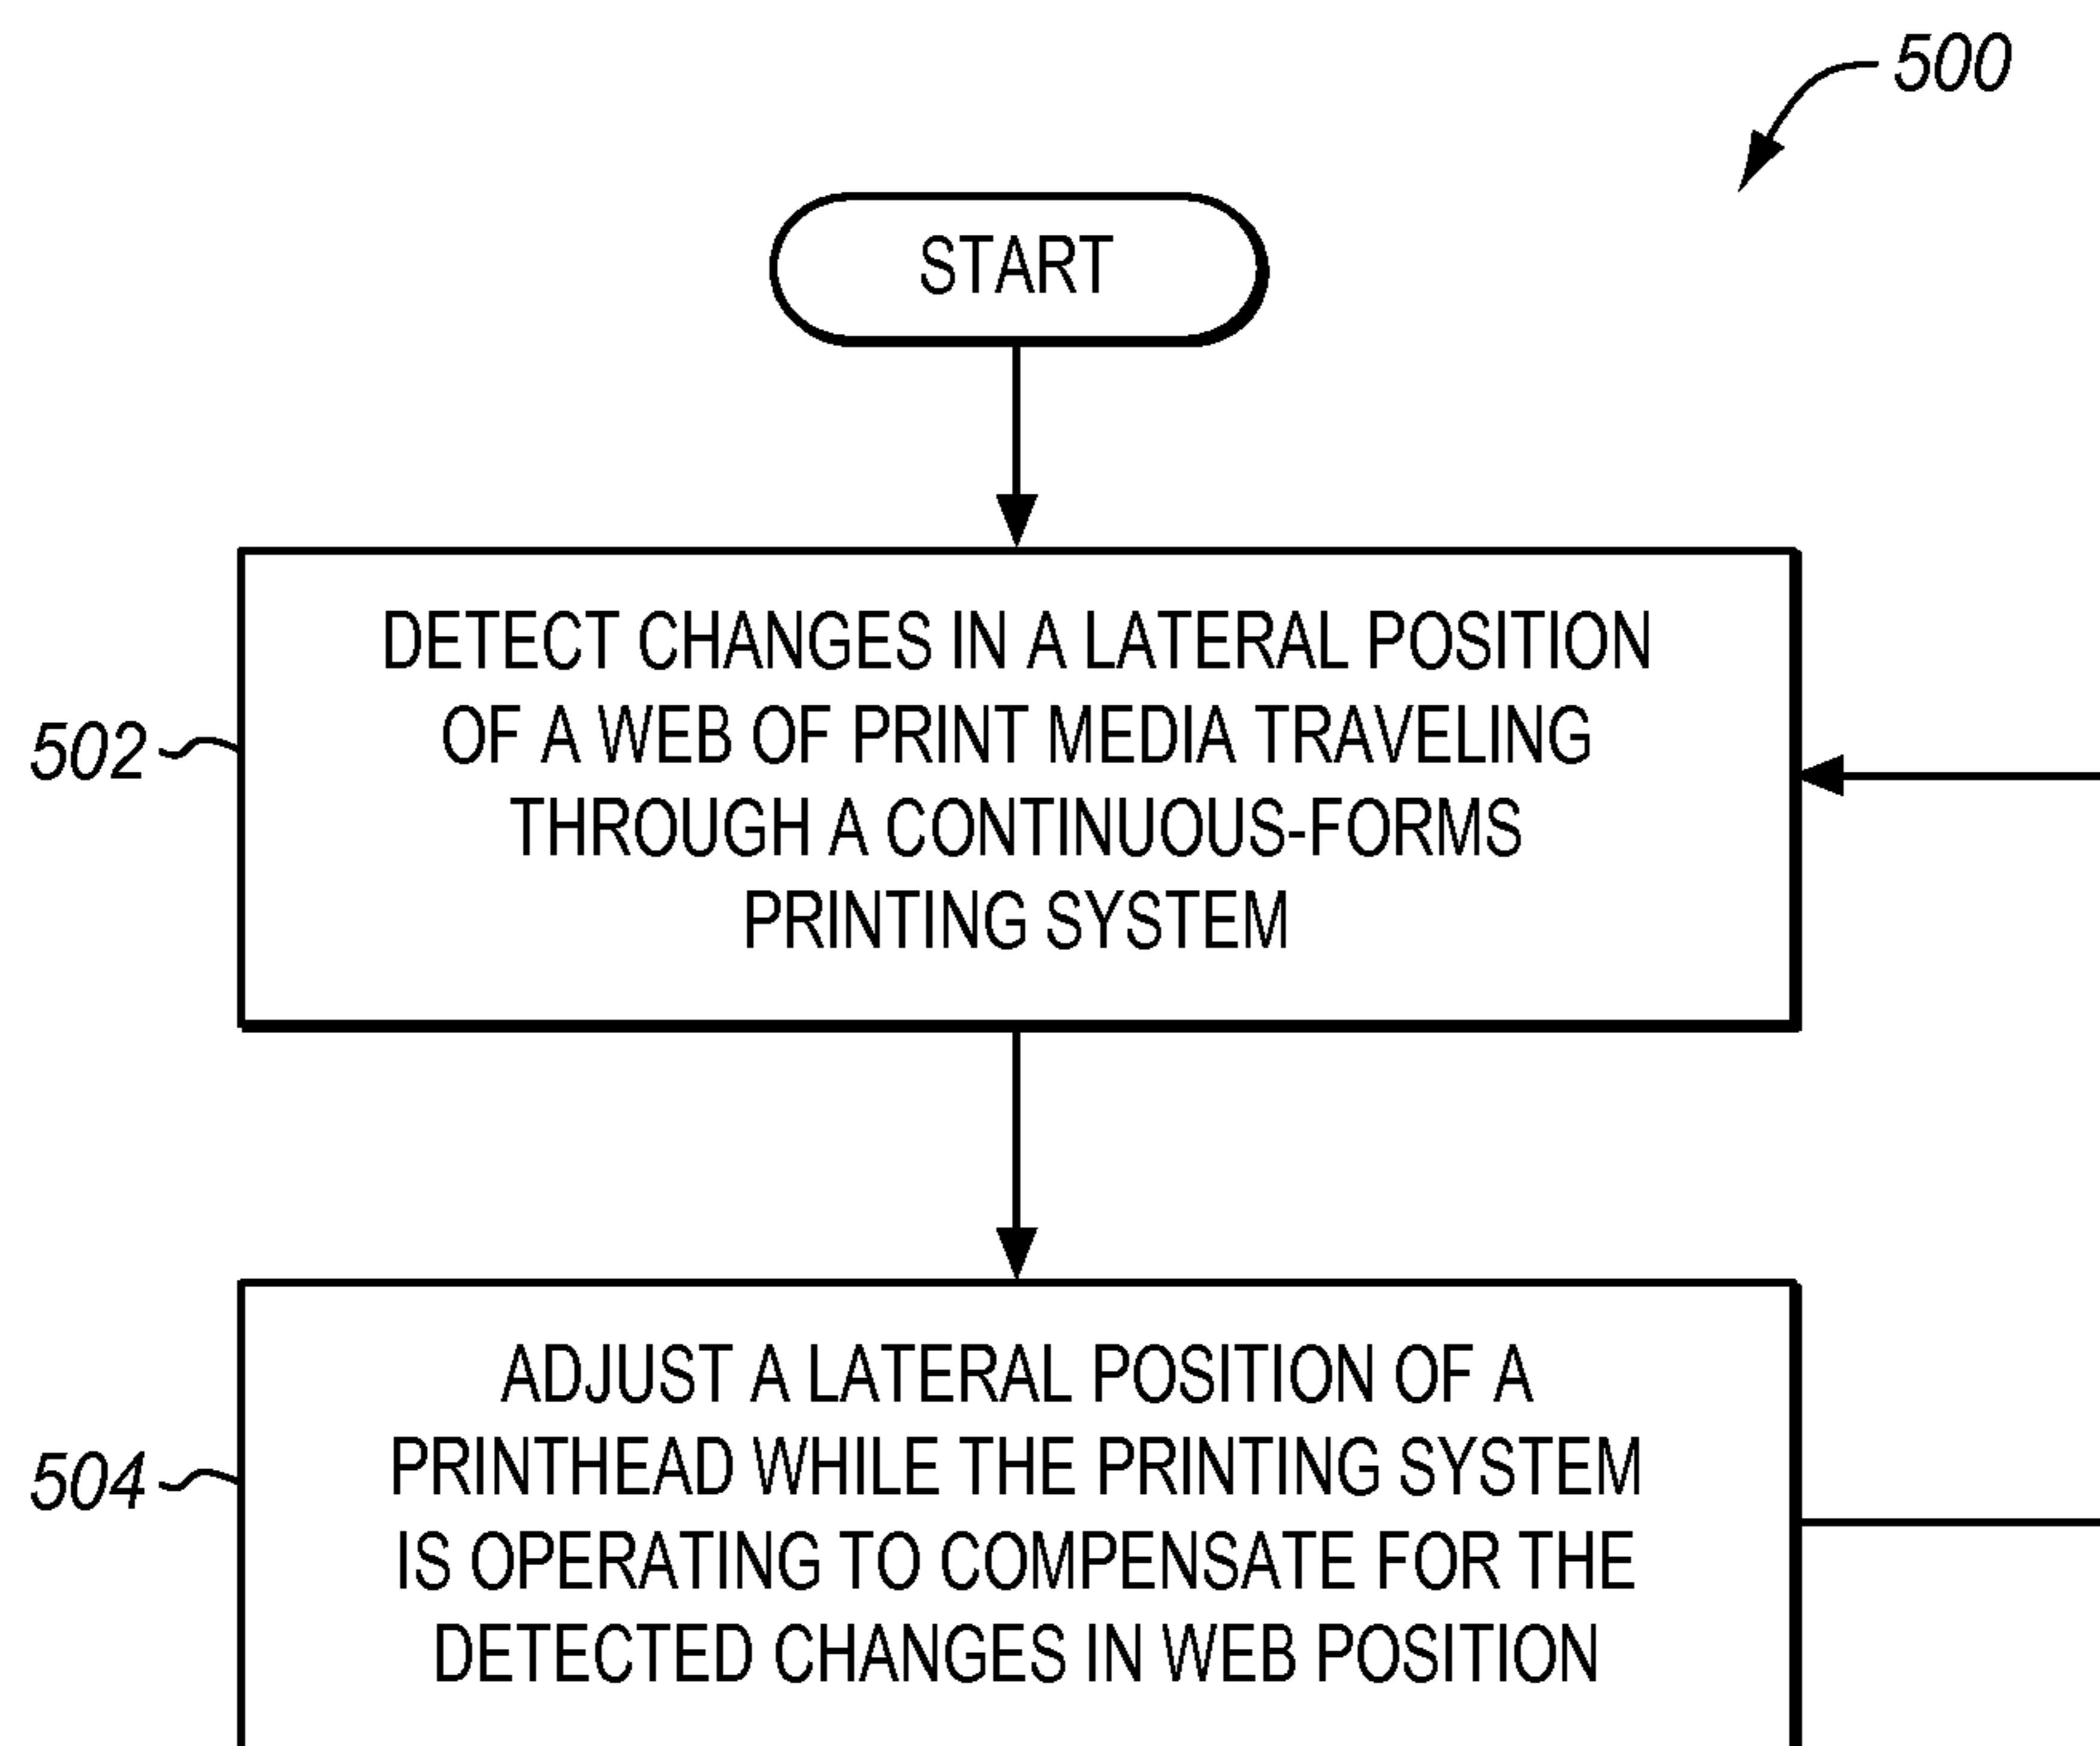 500
START
DETECT CHANGES IN A LATERAL POSITION
OF A WEB OF PRINT MEDIA TRAVELING
THROUGH A CONTINUOUS-FORMS
PRINTING SYSTEM
502
ADJUST A LATERAL POSITION OF A
PRINTHEAD WHILE THE PRINTING SYSTEM
IS OPERATING TO COMPENSATE FOR THE
DETECTED CHANGES IN WEB POSITION
504